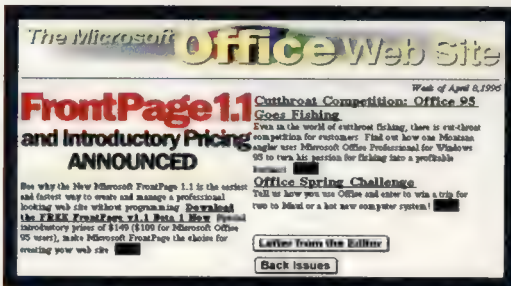 The Microsoft Office Web Site
Week of April 8, 1996
FrontPage 1.1
and Introductory Pricing
ANNOUNCED
See why the New Microsoft FrontPage 1.1 is the easiest
and fastest way to create and manage a professional
looking web site without programming. Download
the FREE FrontPage v1.1 Beta 1 Now. Special
introductory prices of $149 ($109 for Microsoft Office
95 users), make Microsoft FrontPage the choice for
creating your web site.
Cutthroat Competition: Office 95
Goes Fishing
Even in the world of cutthroat fishing, there is cut-throat
competition for customers. Find out how one Montana
angler uses Microsoft Office Professional for Windows
95 to turn his passion for fishing into a profitable
Office Spring Challenge
Tell us how you use Office and enter to win a trip for
two to Maui or a hot new computer system!
Letter from the Editor
Back Issues